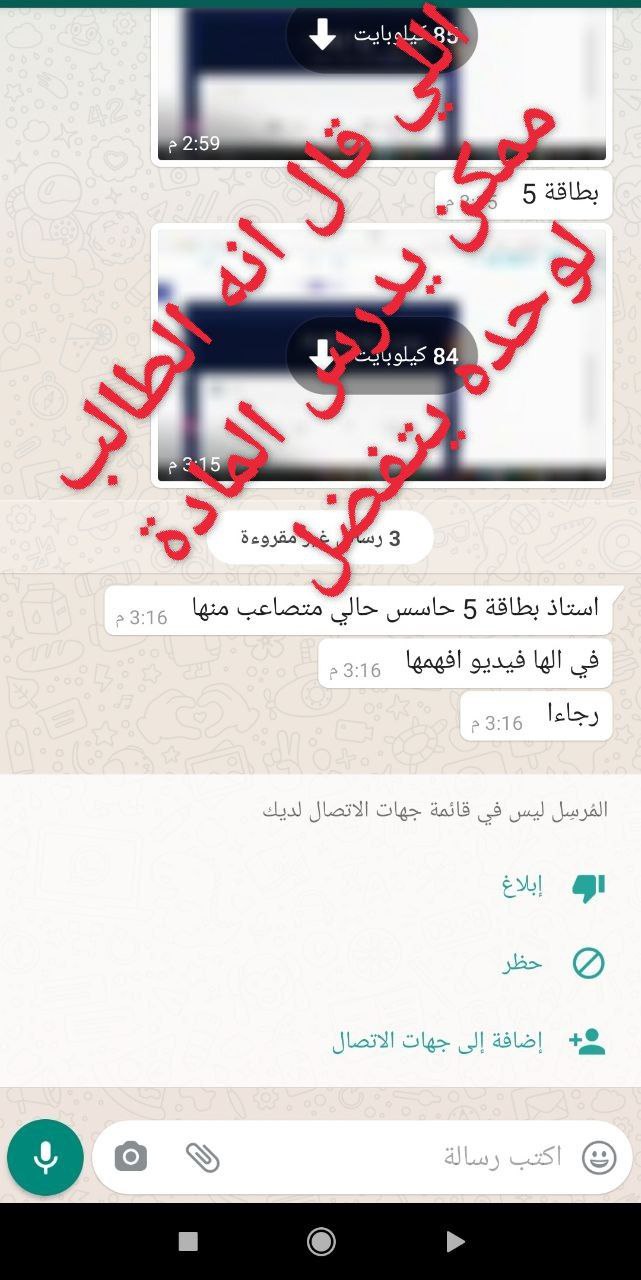 85 كيلوبايت
2:59 م
بطاقة 5
84 كيلوبايت
3:15 م
اللي قال انه الطالب
ممكن يدرس المادة
لوحده يتفضل
3 رسائل غير مقروءة
استاذ بطاقة 5 حاسس حالي متصاعب منها
3:16 م
في الها فيديو افهمها
3:16 م
رجاءا
3:16 م
المُرسِل ليس في قائمة جهات الاتصال لديك
إبلاغ
حظر
إضافة إلى جهات الاتصال
اكتب رسالة